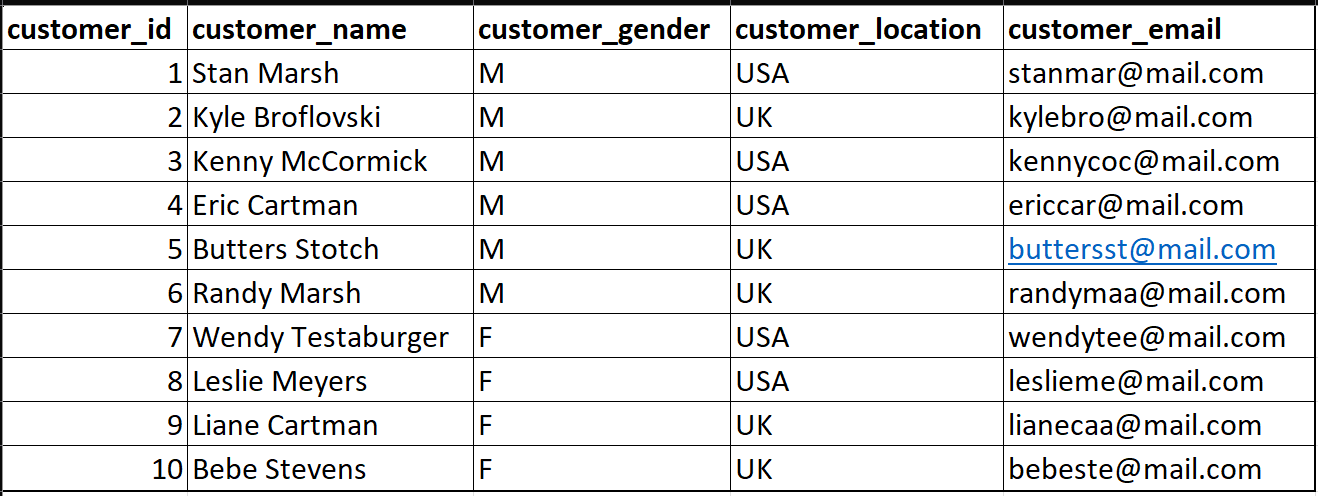 customer_id customer_name customer_gender customer_location customer_email
1 Stan Marsh M USA stanmar@mail.com
2 Kyle Broflovski M UK kylebro@mail.com
3 Kenny McCormick M USA kennycoc@mail.com
4 Eric Cartman M USA ericcar@mail.com
5 Butters Stotch M UK buttersst@mail.com
6 Randy Marsh M UK randymaa@mail.com
7 Wendy Testaburger F USA wendytee@mail.com
8 Leslie Meyers F USA leslieme@mail.com
9 Liane Cartman F UK lianecaa@mail.com
10 Bebe Stevens F UK bebeste@mail.com